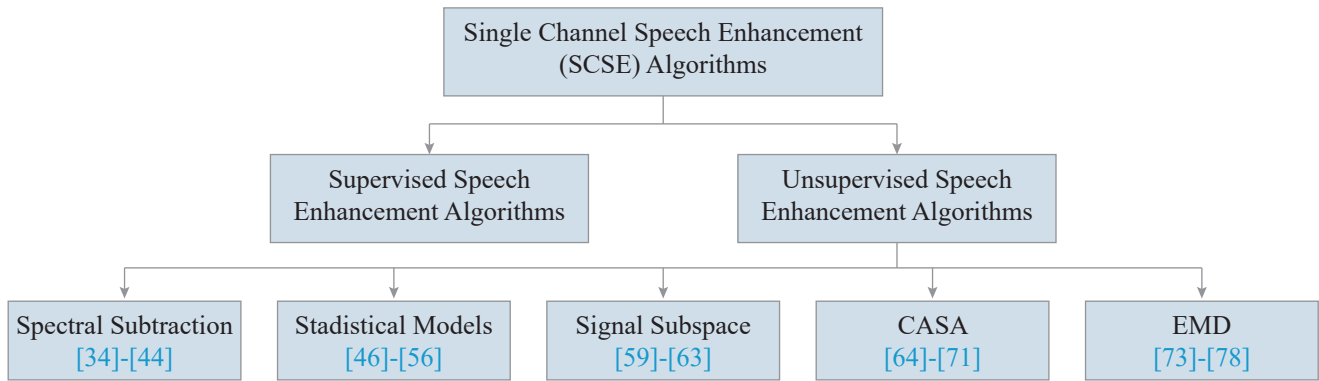 Single Channel Speech Enhancement
(SCSE) Algorithms
Supervised Speech
Enhancement Algorithms
Unsupervised Speech
Enhancement Algorithms
Spectral Subtraction
[34]-[44]
Stadistical Models
[46]-[56]
Signal Subspace
[59]-[63]
CASA
[64]-[71]
EMD
[73]-[78]